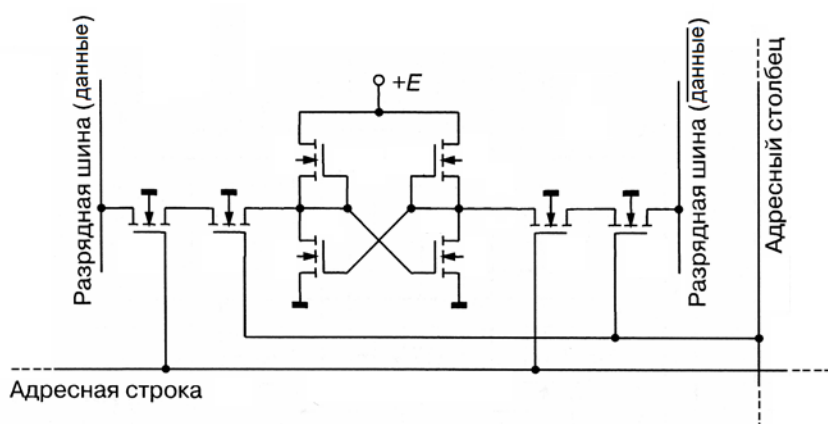 Разрядная шина (данные)
+E
Разрядная шина (данные)
Адресный столбец
Адресная строка